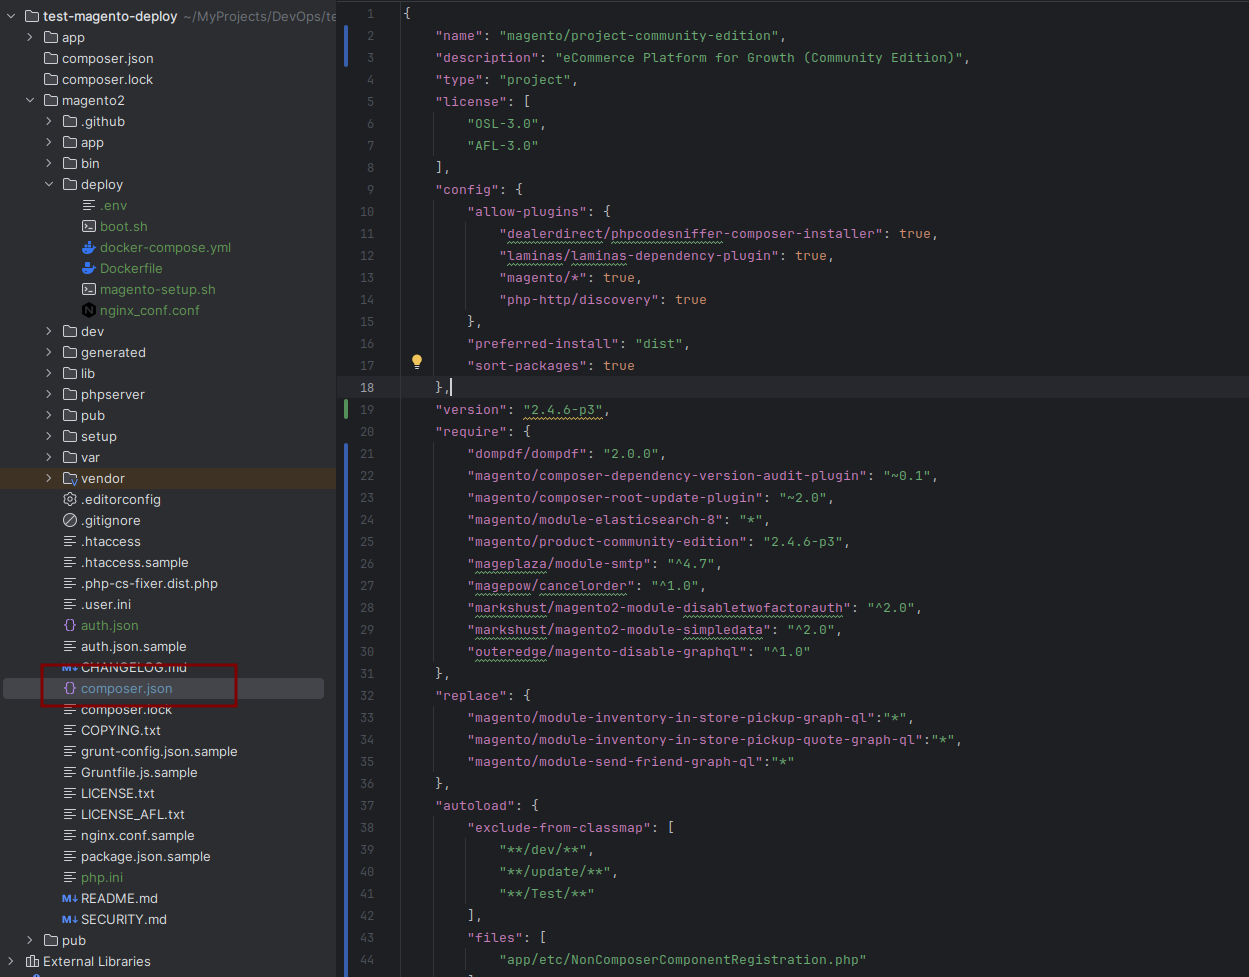 test-magento-deploy ~/MyProjects/DevOps/te
app
composer.json
composer.lock
magento2
.github
app
bin
deploy
.env
boot.sh
docker-compose.yml
Dockerfile
magento-setup.sh
nginx_conf.conf
dev
generated
lib
phpserver
pub
setup
var
vendor
.editorconfig
.gitignore
.htaccess
.htaccess.sample
.php-cs-fixer.dist.php
.user.ini
auth.json
auth.json.sample
CHANGELOG.md
composer.json
composer.lock
COPYING.txt
grunt-config.json.sample
Gruntfile.js.sample
LICENSE.txt
LICENSE_AFL.txt
nginx.conf.sample
package.json.sample
php.ini
README.md
SECURITY.md
pub
External Libraries
1 {
2 "name": "magento/project-community-edition",
3 "description": "eCommerce Platform for Growth (Community Edition)",
4 "type": "project",
5 "license": [
6 "OSL-3.0",
7 "AFL-3.0"
8 ],
9 "config": {
10 "allow-plugins": {
11 "dealerdirect/phpcodesniffer-composer-installer": true,
12 "laminas/laminas-dependency-plugin": true,
13 "magento/*": true,
14 "php-http/discovery": true
15 },
16 "preferred-install": "dist",
17 "sort-packages": true
18 },
19 "version": "2.4.6-p3",
20 "require": {
21 "dompdf/dompdf": "2.0.0",
22 "magento/composer-dependency-version-audit-plugin": "~0.1",
23 "magento/composer-root-update-plugin": "~2.0",
24 "magento/module-elasticsearch-8": "*",
25 "magento/product-community-edition": "2.4.6-p3",
26 "mageplaza/module-smtp": "^4.7",
27 "magepow/cancelorder": "^1.0",
28 "markshust/magento2-module-disabletwofactorauth": "^2.0",
29 "markshust/magento2-module-simpledata": "^2.0",
30 "outeredge/magento-disable-graphql": "^1.0"
31 },
32 "replace": {
33 "magento/module-inventory-in-store-pickup-graph-ql":"*",
34 "magento/module-inventory-in-store-pickup-quote-graph-ql":"*",
35 "magento/module-send-friend-graph-ql":"*"
36 },
37 "autoload": {
38 "exclude-from-classmap": [
39 "**/dev/**",
40 "**/update/**",
41 "**/Test/**"
42 ],
43 "files": [
44 "app/etc/NonComposerComponentRegistration.php"